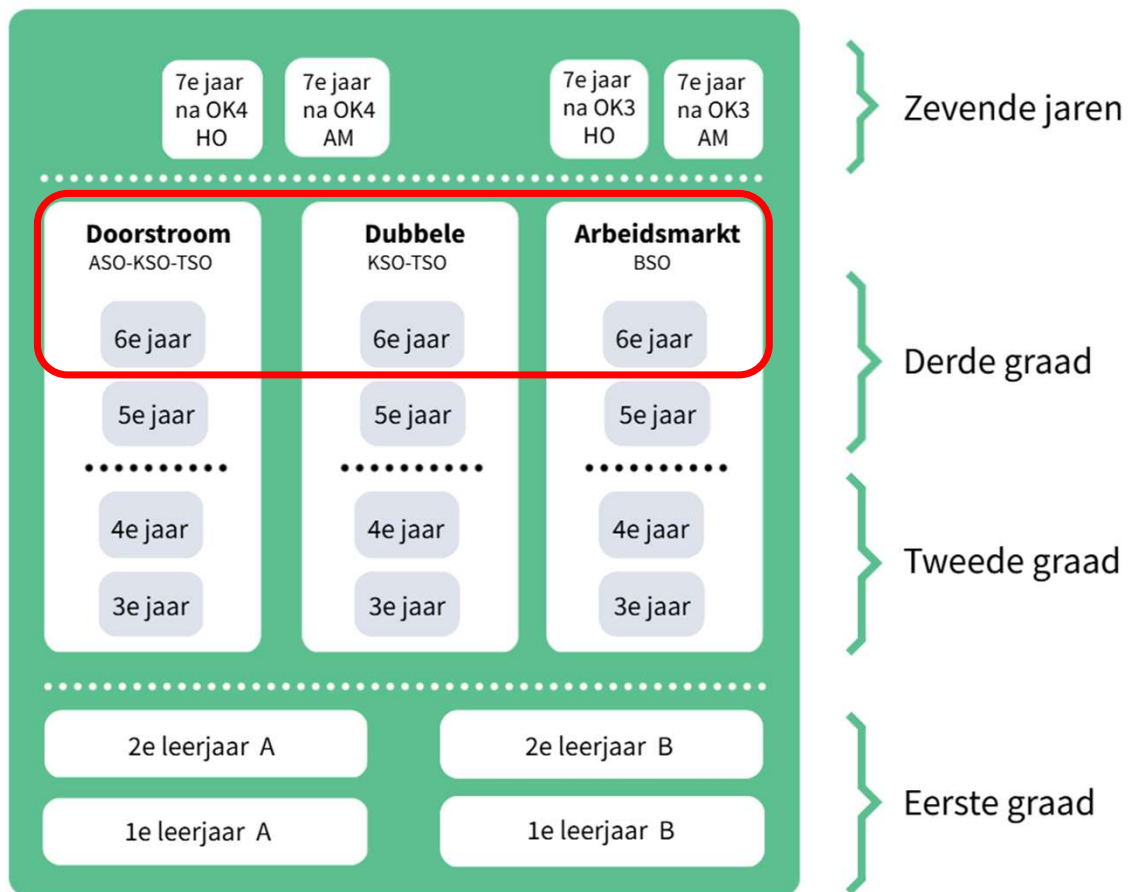 7e jaar
na OK4
HO
7e jaar
na OK4
AM
7e jaar
na OK3
HO
7e jaar
na OK3
AM
Zevende jaren
Doorstroom
ASO-KSO-TSO
6e jaar
5e jaar
4e jaar
3e jaar
Dubbele
KSO-TSO
6e jaar
5e jaar
4e jaar
3e jaar
Arbeidsmarkt
BSO
6e jaar
5e jaar
4e jaar
3e jaar
Derde graad
Tweede graad
2e leerjaar A
2e leerjaar B
1e leerjaar A
1e leerjaar B
Eerste graad